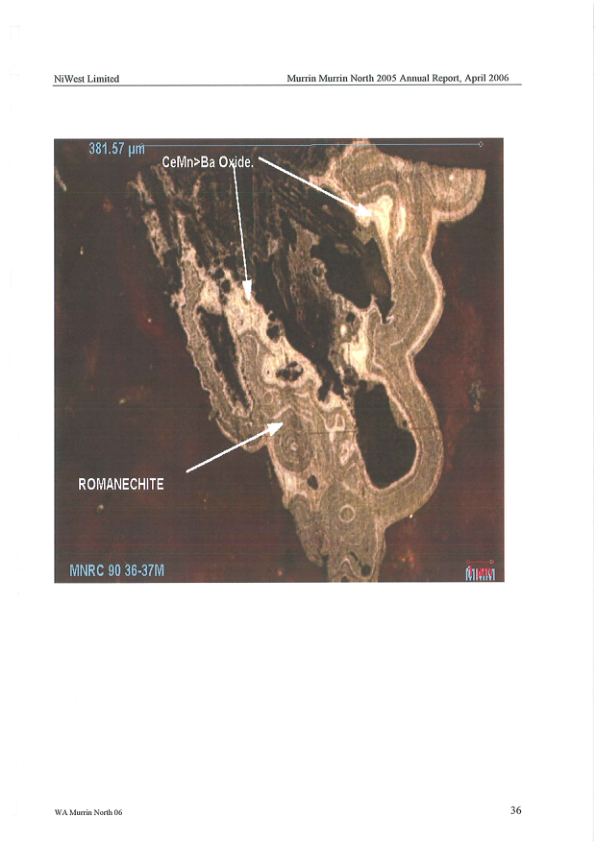 NiWest Limited Murrin Murrin North 2005 Annual Report, April 2006
381.57 µm
CeMn>Ba Oxide.
ROMANECHITE
MNRC 90 36-37M
WA Murrin North 06 36